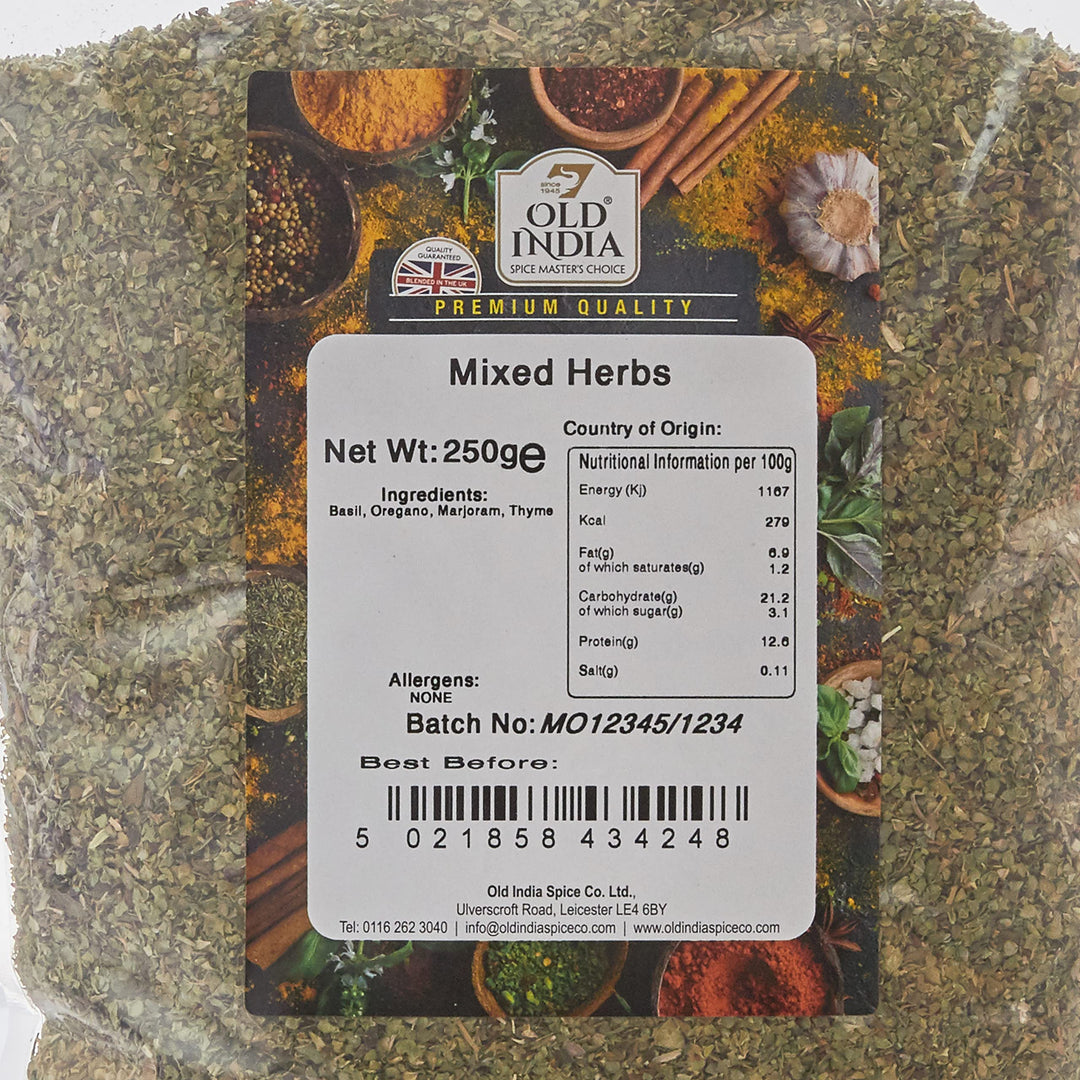 since
1945
OLD®
INDIA
SPICE MASTER'S CHOICE
QUALITY
GUARANTEED
BLENDED IN THE UK
PREMIUM QUALITY
Mixed Herbs
Net Wt: 250ge
Ingredients:
Basil, Oregano, Marjoram, Thyme
Country of Origin:
Nutritional Information per 100g
Energy (Kj) 1167
Kcal 279
Fat(g) 6.9
of which saturates(g) 1.2
Carbohydrate(g) 21.2
of which sugar(g) 3.1
Protein(g) 12.6
Salt(g) 0.11
Allergens:
NONE
Batch No: MO12345/1234
Best Before:
5 021858 434248
Old India Spice Co. Ltd.,
Ulverscroft Road, Leicester LE4 6BY
Tel: 0116 262 3040 | info@oldindiaspiceco.com | www.oldindiaspiceco.com